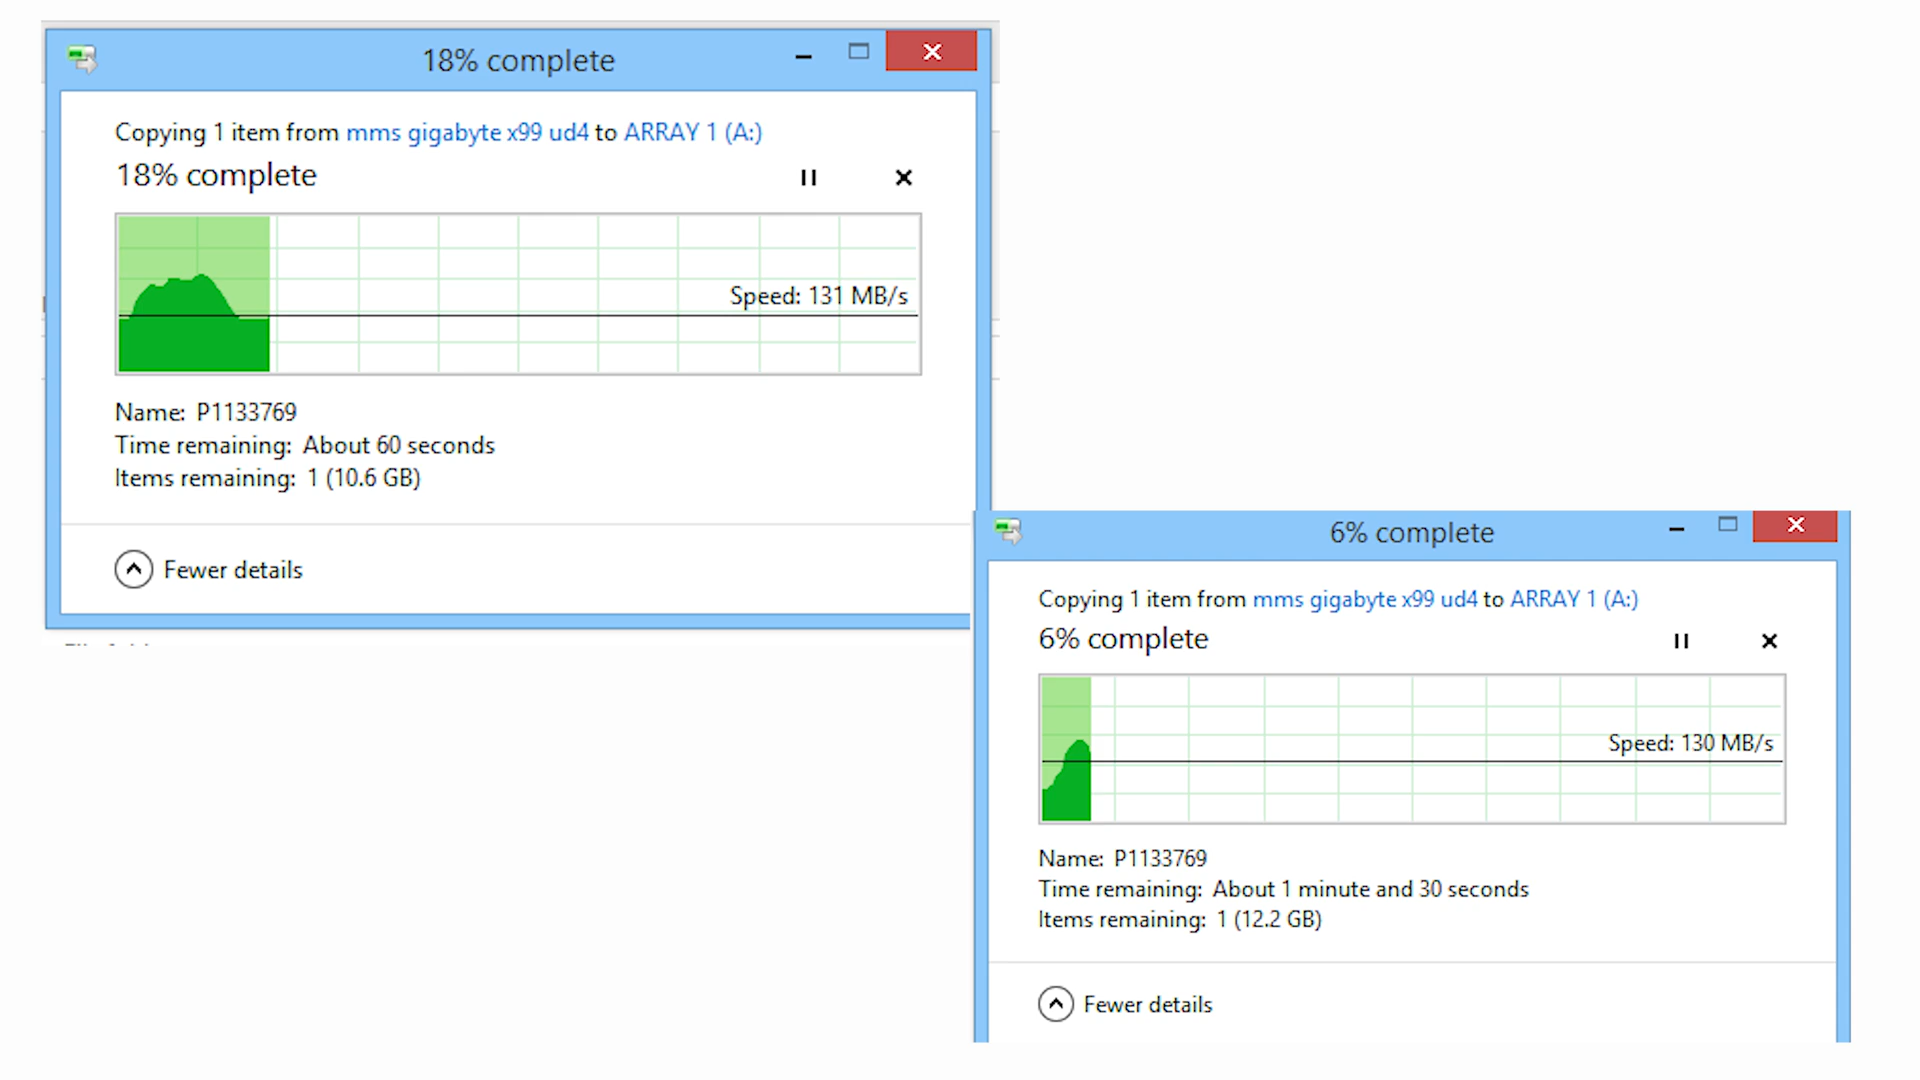 18% complete
Copying 1 item from mms gigabyte x99 ud4 to ARRAY 1 (A:)
18% complete
Speed: 131 MB/s
Name: P1133769
Time remaining: About 60 seconds
Items remaining: 1 (10.6 GB)
Fewer details
6% complete
Copying 1 item from mms gigabyte x99 ud4 to ARRAY 1 (A:)
6% complete
Speed: 130 MB/s
Name: P1133769
Time remaining: About 1 minute and 30 seconds
Items remaining: 1 (12.2 GB)
Fewer details